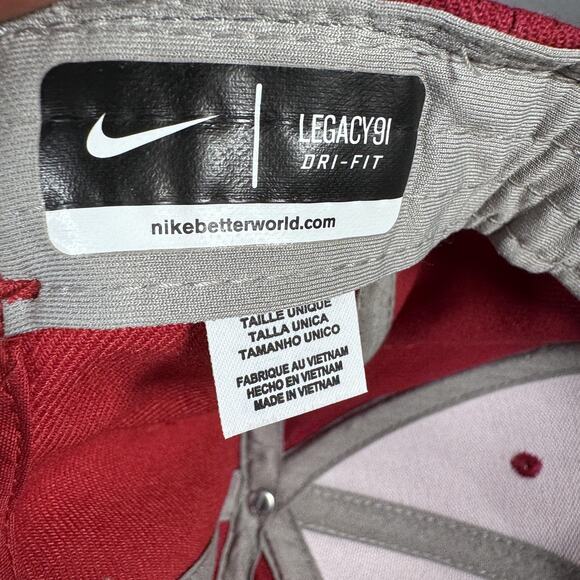 LEGACY91
DRI-FIT
nikebetterworld.com
TAILLE UNIQUE
TALLA UNICA
TAMANHO UNICO
FABRIQUE AU VIETNAM
HECHO EN VIETNAM
MADE IN VIETNAM